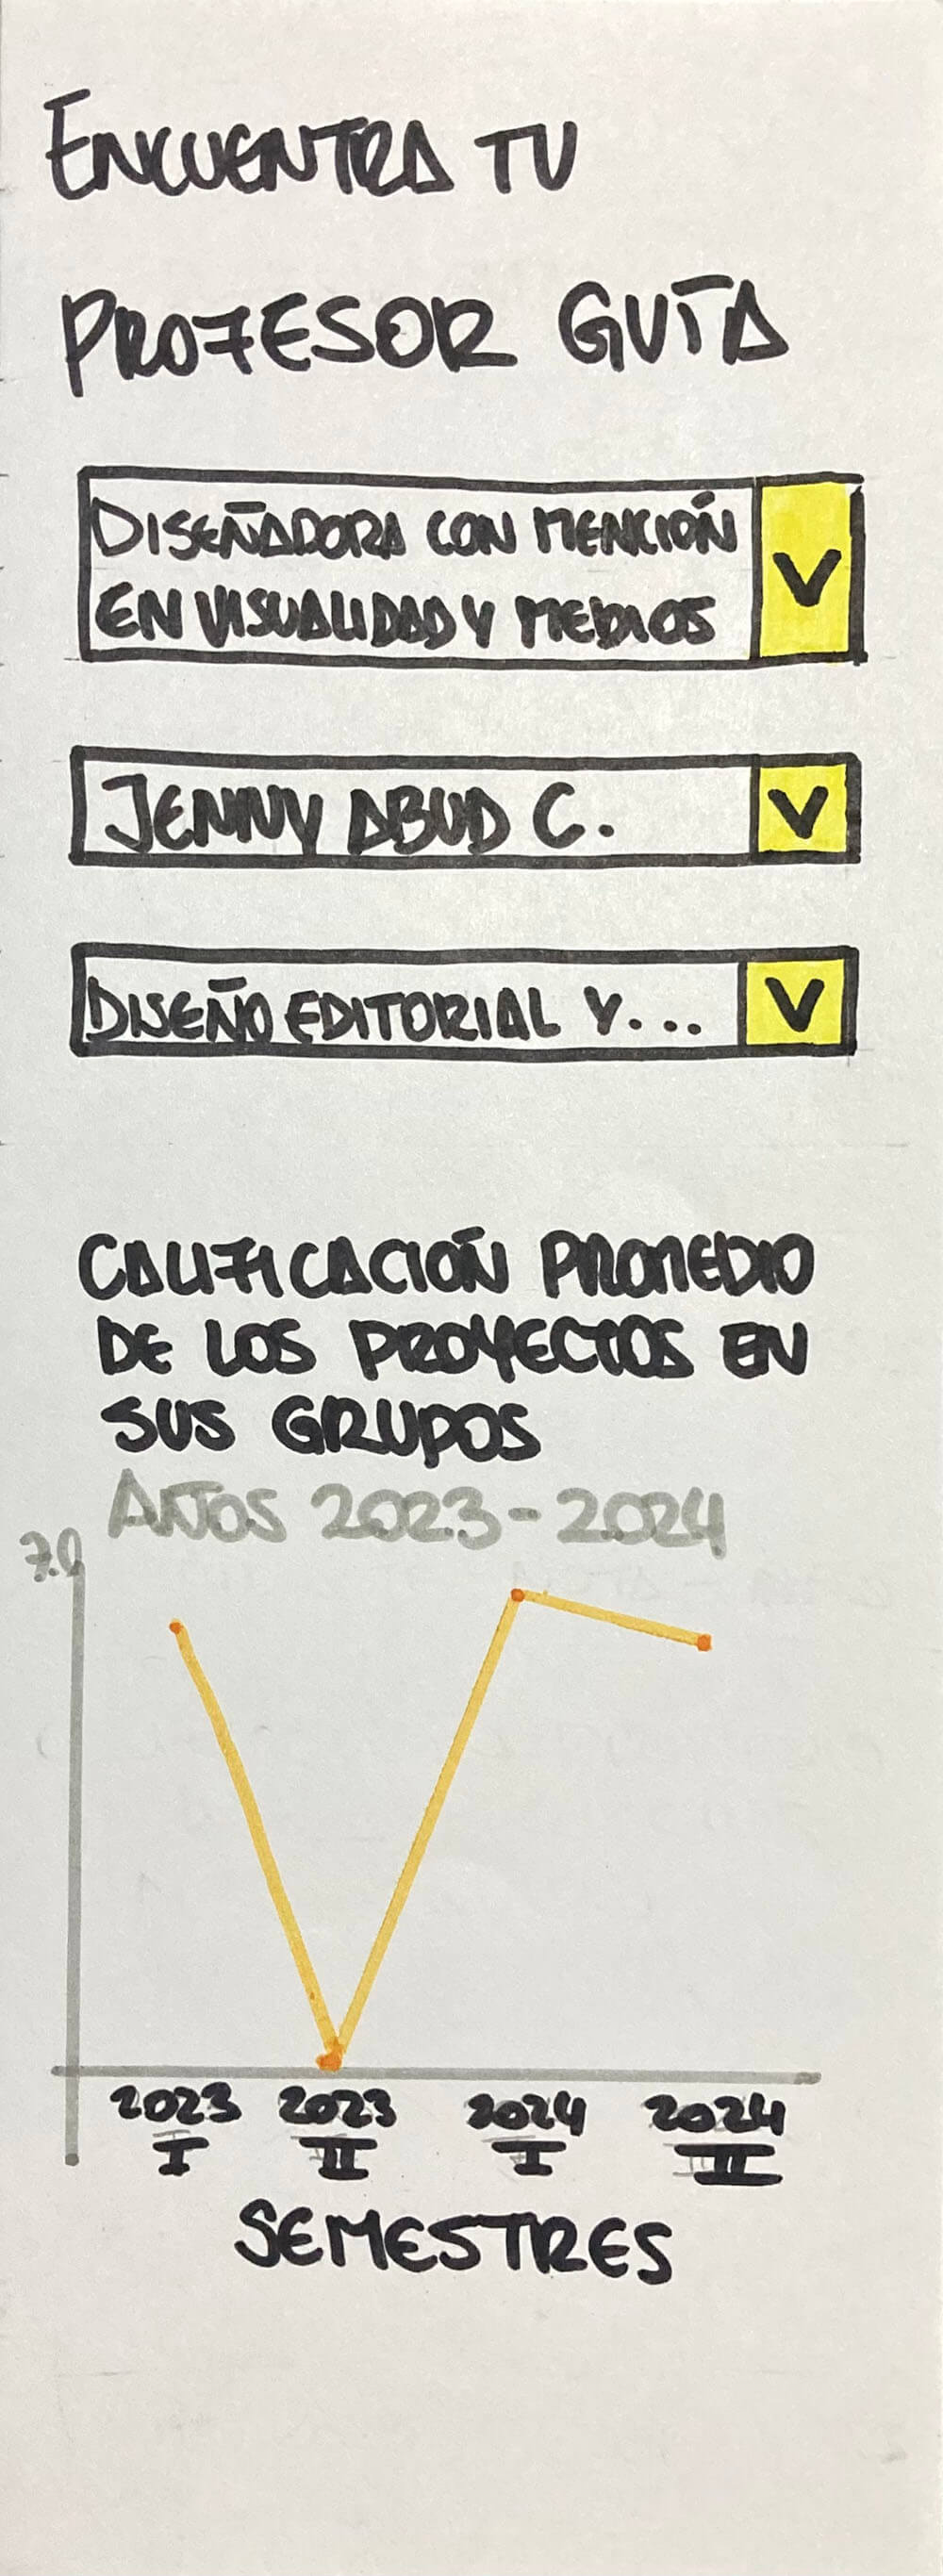 ENCUENTRA TU
PROFESOR GUÍA
DISEÑADORA CON MENCIÓN
EN VISUALIDAD Y MEDIOS
V
JENNY ABUD C.
V
DISEÑO EDITORIAL Y...
V
CALIFICACIÓN PROMEDIO
DE LOS PROYECTOS EN
SUS GRUPOS
AÑOS 2023-2024
7.0
2023 2023 2024 2024
I II I II
SEMESTRES